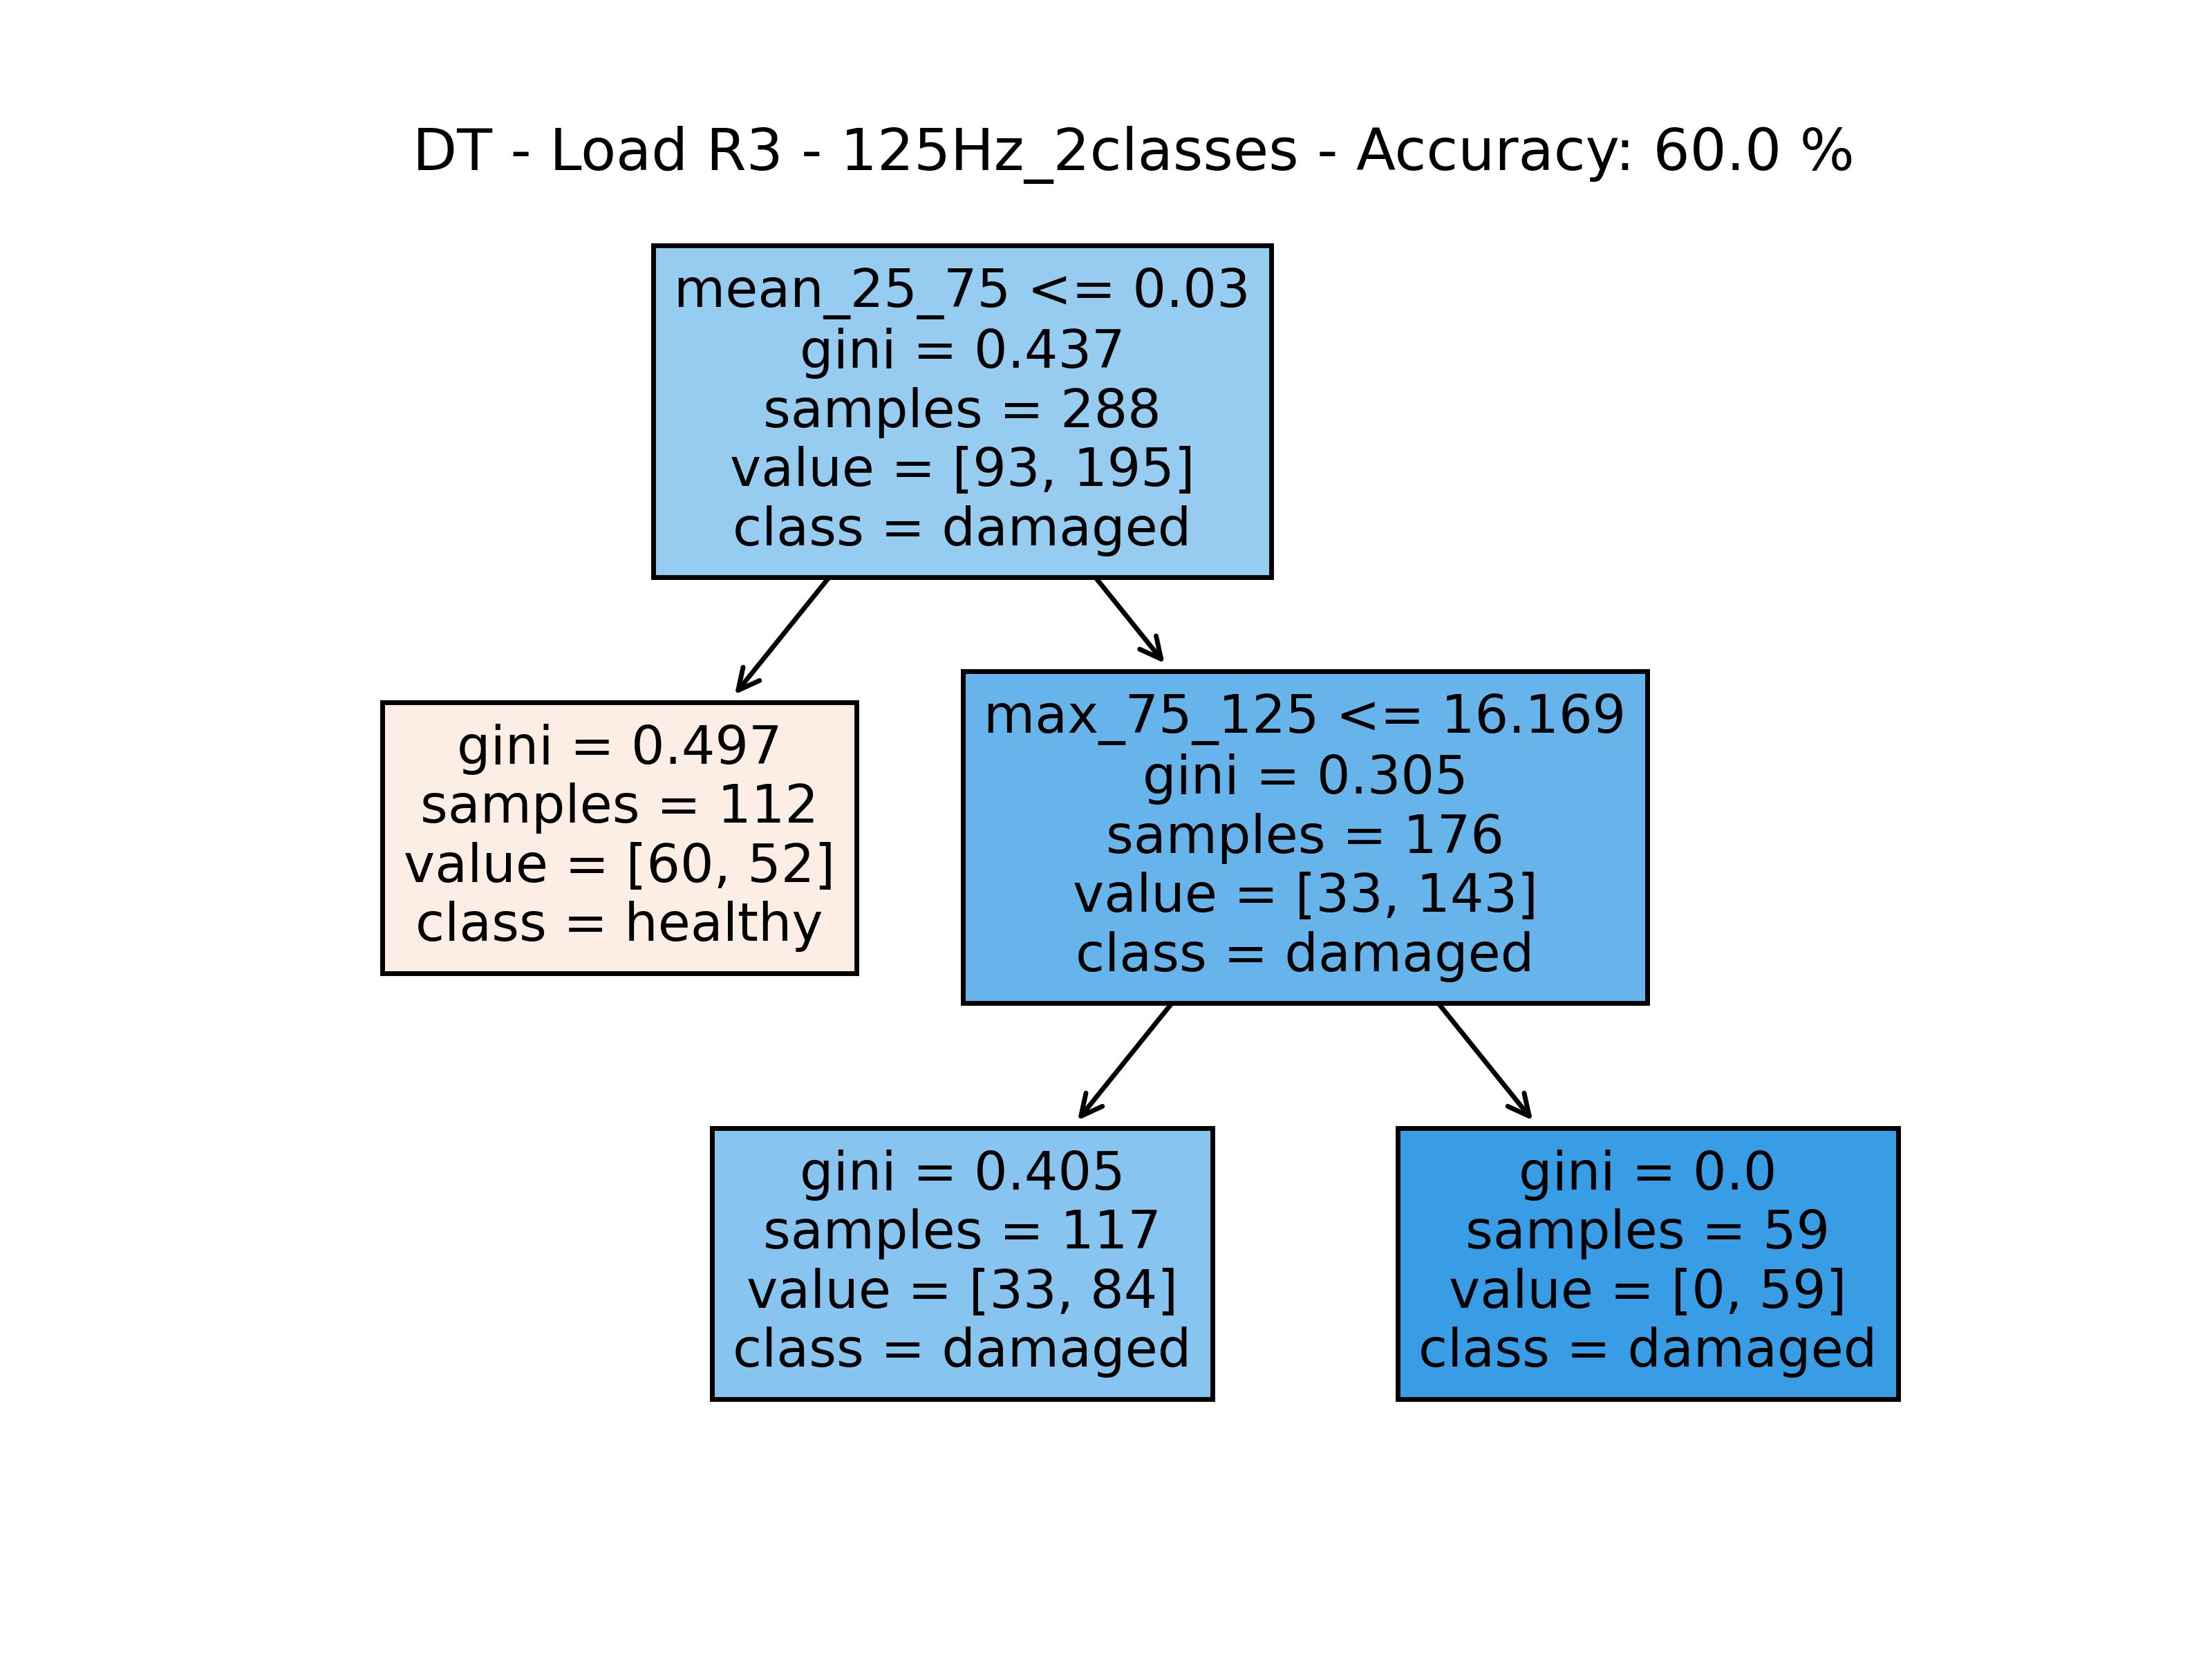 DT - Load R3 - 125Hz_2classes - Accuracy: 60.0 %
mean_25_75 <= 0.03
gini = 0.437
samples = 288
value = [93, 195]
class = damaged
gini = 0.497
samples = 112
value = [60, 52]
class = healthy
max_75_125 <= 16.169
gini = 0.305
samples = 176
value = [33, 143]
class = damaged
gini = 0.405
samples = 117
value = [33, 84]
class = damaged
gini = 0.0
samples = 59
value = [0, 59]
class = damaged